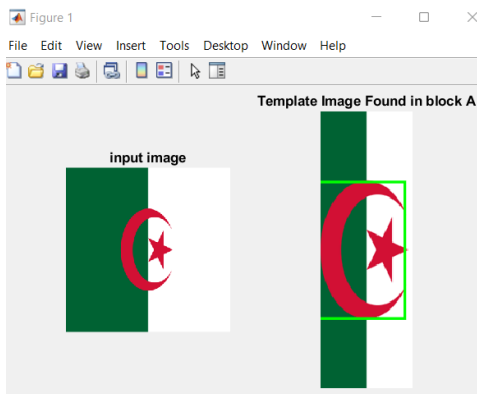 Figure 1
File Edit View Insert Tools Desktop Window Help
Template Image Found in block A
input image